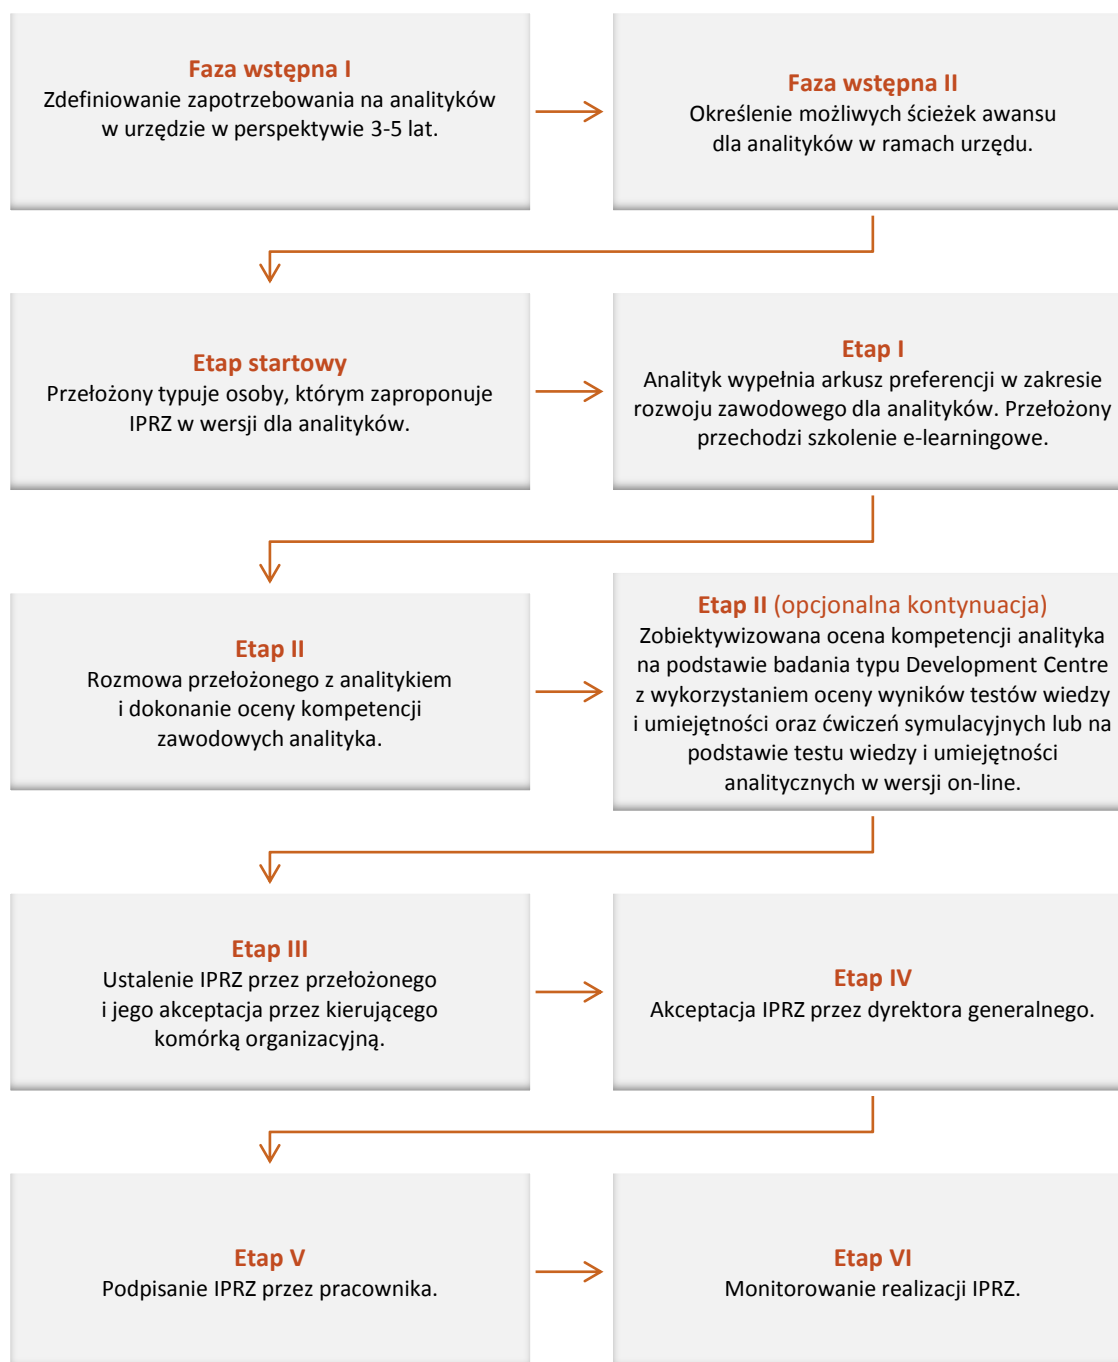 Faza wstępna I
Zdefiniowanie zapotrzebowania na analityków
w urzędzie w perspektywie 3-5 lat.
Faza wstępna II
Określenie możliwych ścieżek awansu
dla analityków w ramach urzędu.
Etap startowy
Przełożony typuje osoby, którym zaproponuje
IPRZ w wersji dla analityków.
Etap I
Analityk wypełnia arkusz preferencji w zakresie
rozwoju zawodowego dla analityków. Przełożony
przechodzi szkolenie e-learningowe.
Etap II
Rozmowa przełożonego z analitykiem
i dokonanie oceny kompetencji
zawodowych analityka.
Etap II (opcjonalna kontynuacja)
Zobiektywizowana ocena kompetencji analityka
na podstawie badania typu Development Centre
z wykorzystaniem oceny wyników testów wiedzy
i umiejętności oraz ćwiczeń symulacyjnych lub na
podstawie testu wiedzy i umiejętności
analitycznych w wersji on-line.
Etap III
Ustalenie IPRZ przez przełożonego
i jego akceptacja przez kierującego
komórką organizacyjną.
Etap IV
Akceptacja IPRZ przez dyrektora generalnego.
Etap V
Podpisanie IPRZ przez pracownika.
Etap VI
Monitorowanie realizacji IPRZ.